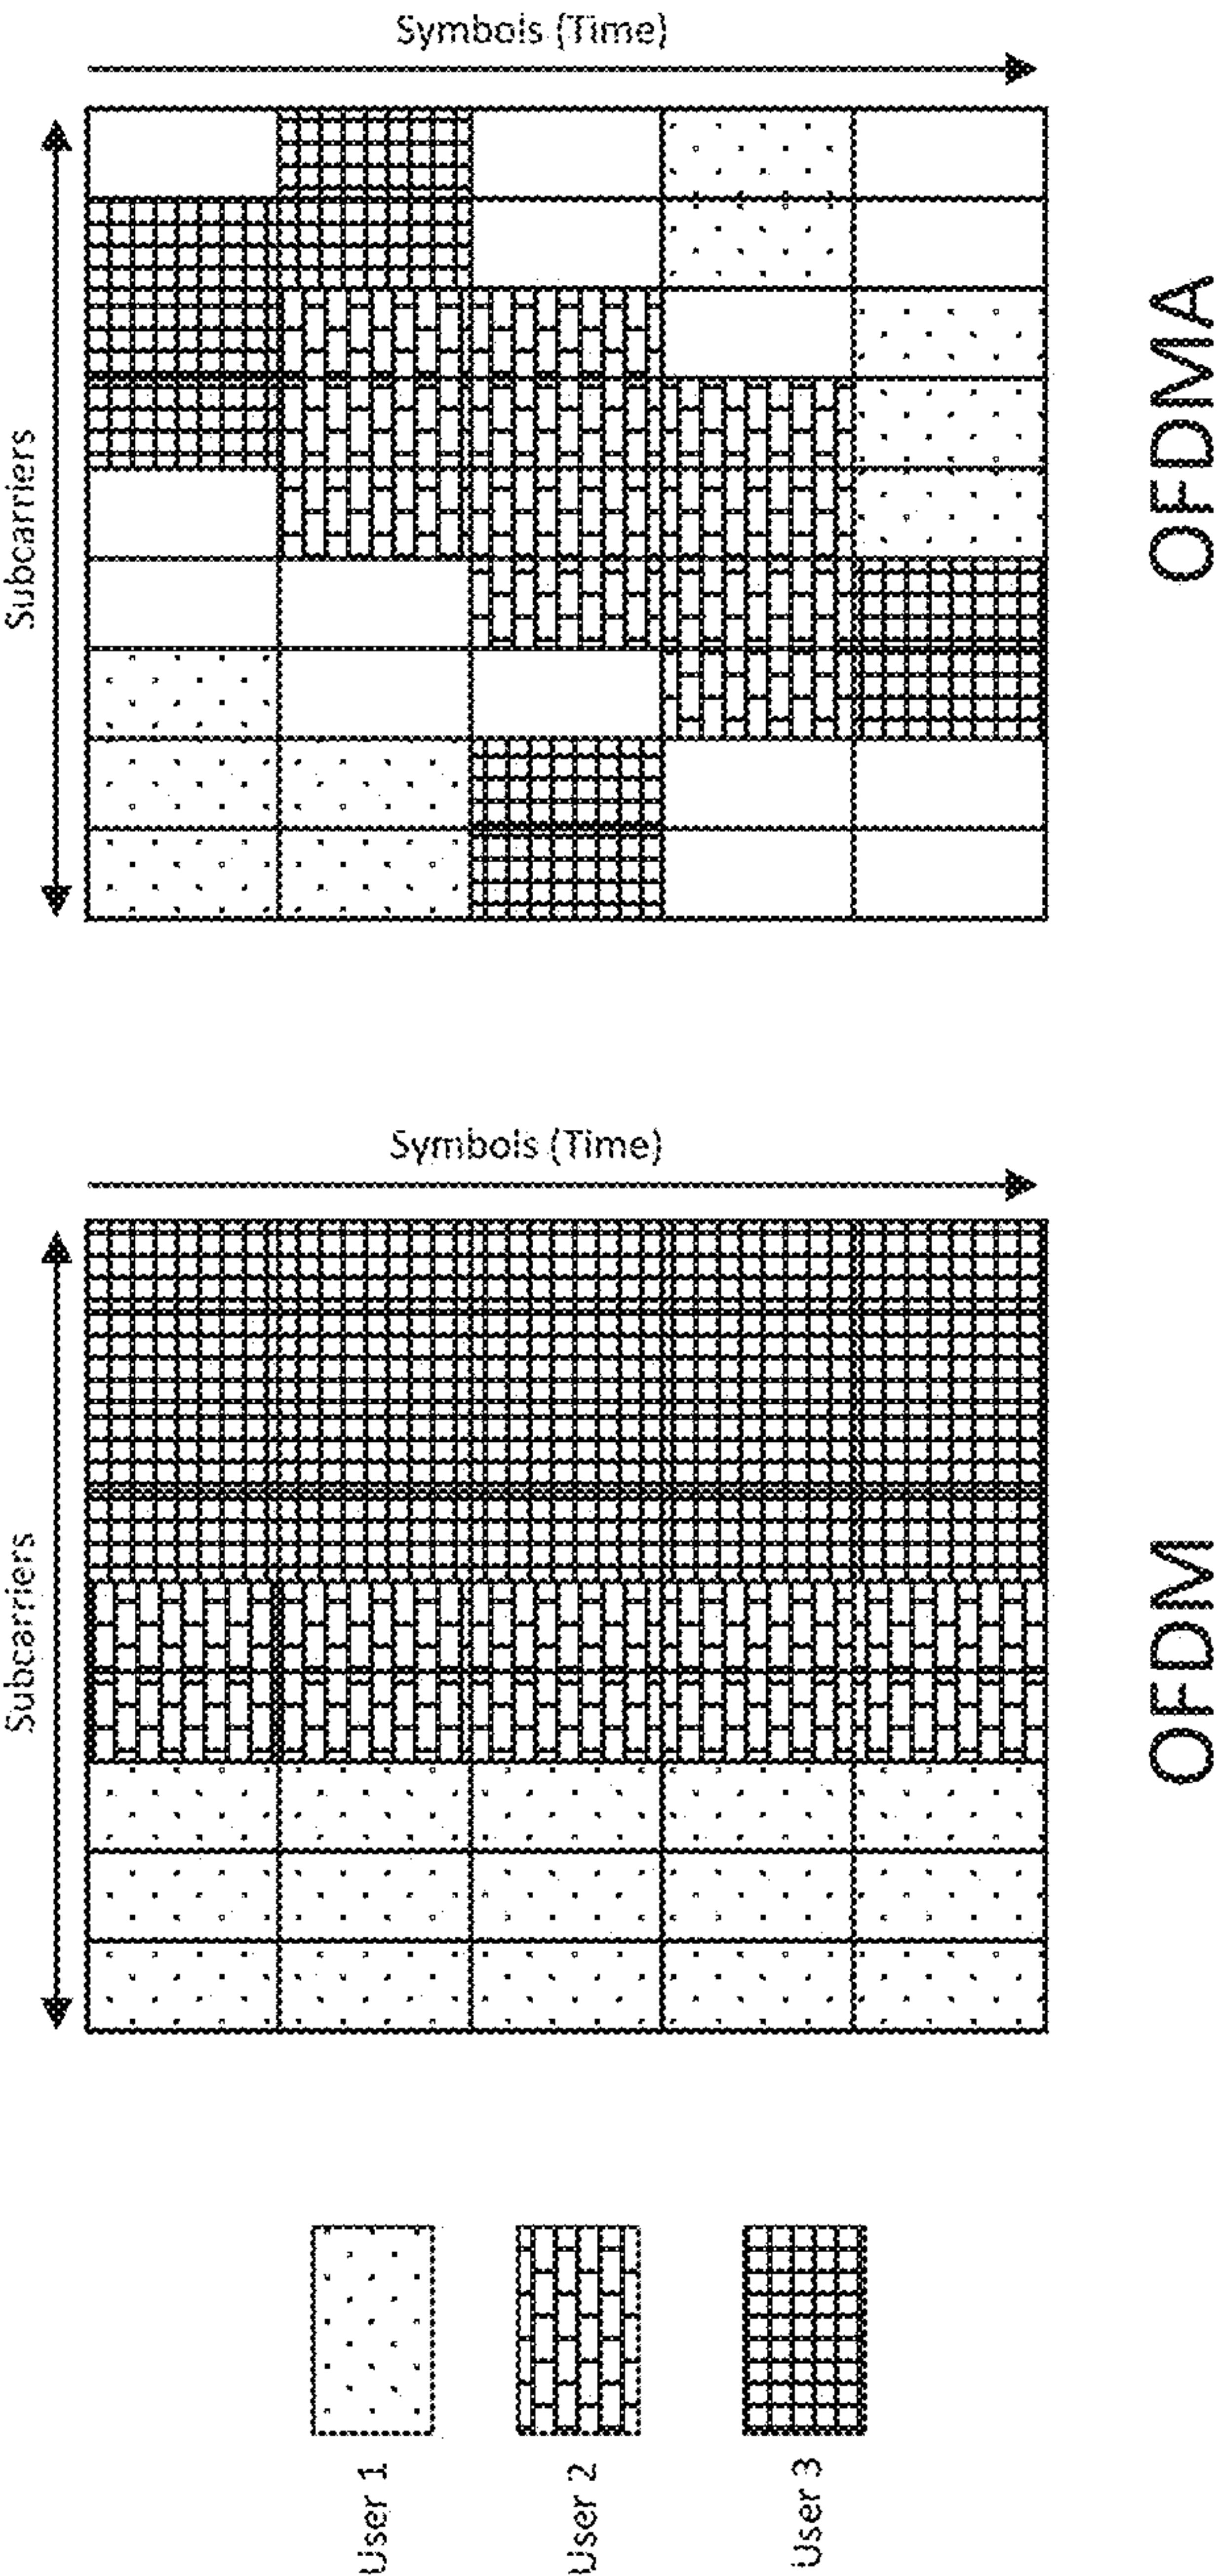 Symbols (Time)
Subcarriers
OFDMA
Symbols (Time)
Subcarriers
OFDM
User 1
User 2
User 3